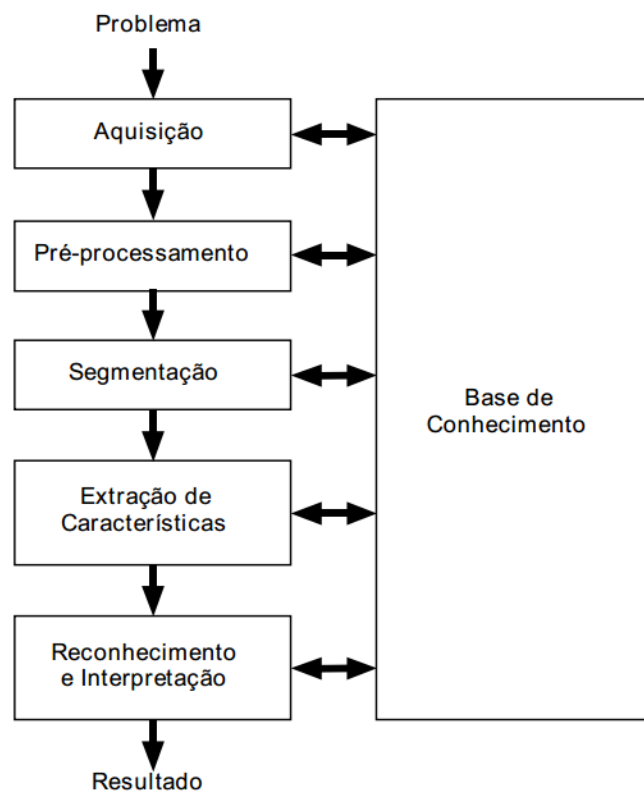 Problema
Aquisição
Pré-processamento
Segmentação
Extração de
Características
Reconhecimento
e Interpretação
Resultado
Base de
Conhecimento